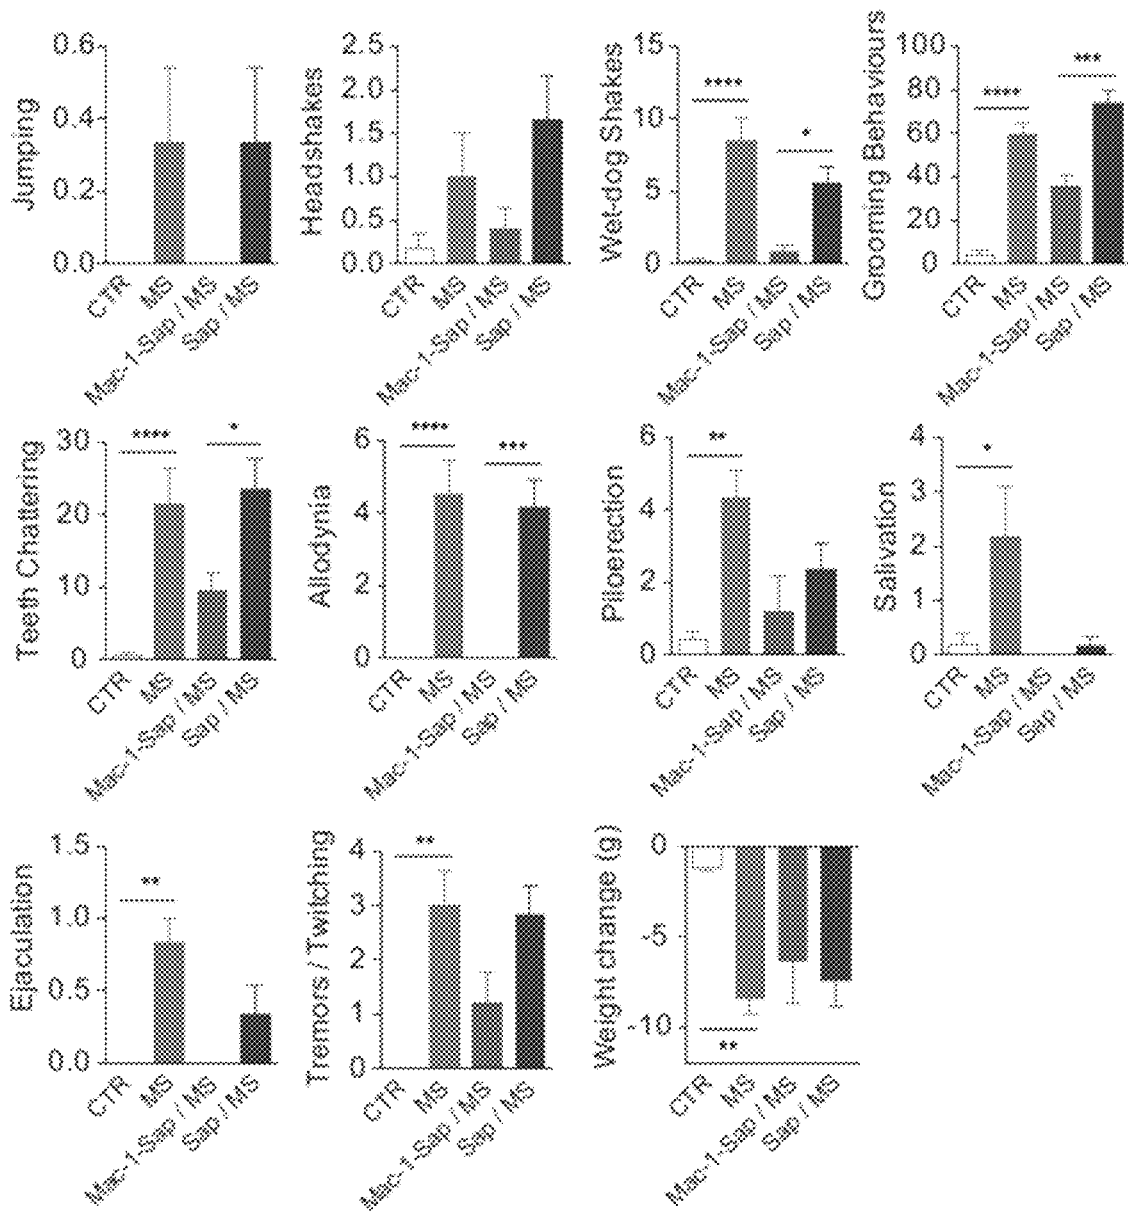 Jumping
0.6
0.4
0.2
0.0
CTR
MS
Mac-1-Sap / MS
Sap / MS
Headshakes
2.5
2.0
1.5
1.0
0.5
0.0
CTR
MS
Mac-1-Sap / MS
Sap / MS
Wet-dog Shakes
15
10
5
0
****
*
CTR
MS
Mac-1-Sap / MS
Sap / MS
Grooming Behaviours
100
80
60
40
20
0
****
***
CTR
MS
Mac-1-Sap / MS
Sap / MS
Teeth Chattering
30
20
10
0
****
*
CTR
MS
Mac-1-Sap / MS
Sap / MS
Allodynia
6
4
2
0
****
***
CTR
MS
Mac-1-Sap / MS
Sap / MS
Piloerection
6
4
2
0
**
CTR
MS
Mac-1-Sap / MS
Sap / MS
Salivation
4
3
2
1
0
*
CTR
MS
Mac-1-Sap / MS
Sap / MS
Ejaculation
1.5
1.0
0.5
0.0
**
CTR
MS
Mac-1-Sap / MS
Sap / MS
Tremors / Twitching
4
3
2
1
0
**
CTR
MS
Mac-1-Sap / MS
Sap / MS
Weight change (g)
0
-5
-10
**
CTR
MS
Mac-1-Sap / MS
Sap / MS